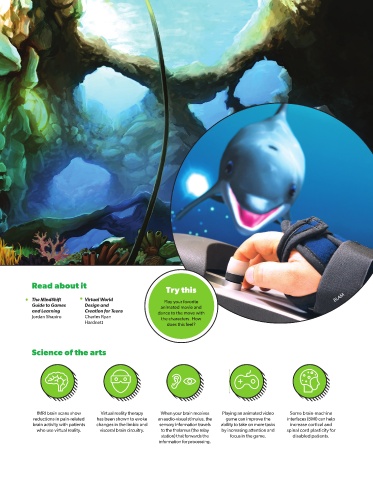 BLAM
Read about it
The MindShift
Guide to Games
and Learning
Jordan Shapiro
Virtual World
Design and
Creation for Teens
Charles Ryan
Hardnett
Try this
Play your favorite
animated movie and
dance to the move with
the characters. How
does this feel?
Science of the arts
fMRI brain scans show
reductions in pain-related
brain activity with patients
who use virtual reality.
Virtual reality therapy
has been shown to evoke
changes in the limbic and
visceral brain circuitry.
When your brain receives
an audio-visual stimulus, the
sensory information travels
to the thalamus (the relay
station) that forwards the
information for processing.
Playing an animated video
game can improve the
ability to take on more tasks
by increasing attention and
focus in the game.
Some brain machine
interfaces (BMI) can help
increase cortical and
spinal cord plasticity for
disabled patients.